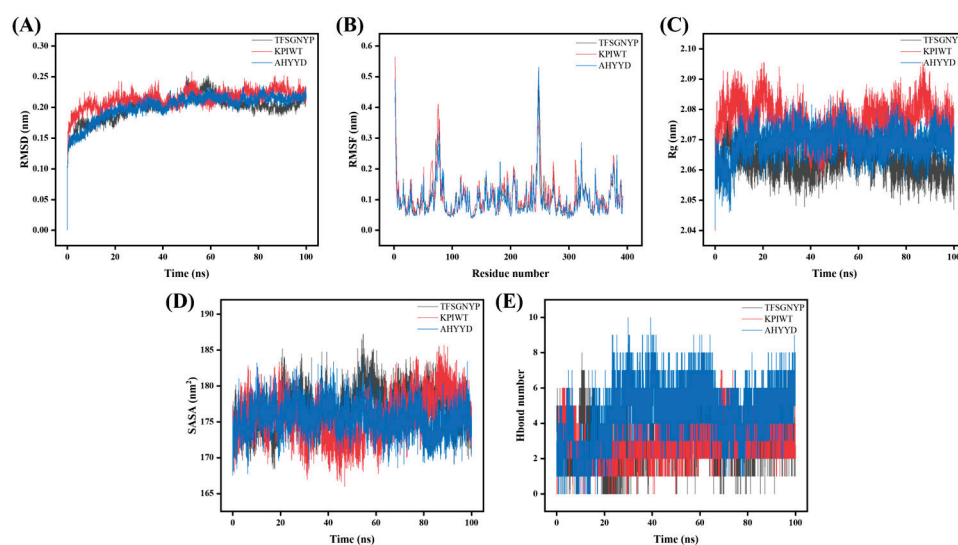 (A)
0.30
0.25
0.20
0.15
0.10
0.05
0.00
RMSD (nm)
TFSGNYP
KPIWT
AHYYD
0 20 40 60 80 100
Time (ns)
(B)
0.6
0.5
0.4
0.3
0.2
0.1
0.0
RMSF (nm)
TFSGNYP
KPIWT
AHYYD
0 100 200 300 400
Residue number
(C)
2.10
2.09
2.08
2.07
2.06
2.05
2.04
Rg (nm)
TFSGNYP
KPIWT
AHYYD
0 20 40 60 80 100
Time (ns)
(D)
190
185
180
175
170
165
SASA (nm²)
TFSGNYP
KPIWT
AHYYD
0 20 40 60 80 100
Time (ns)
(E)
10
8
6
4
2
0
Hbond number
TFSGNYP
KPIWT
AHYYD
0 20 40 60 80 100
Time (ns)